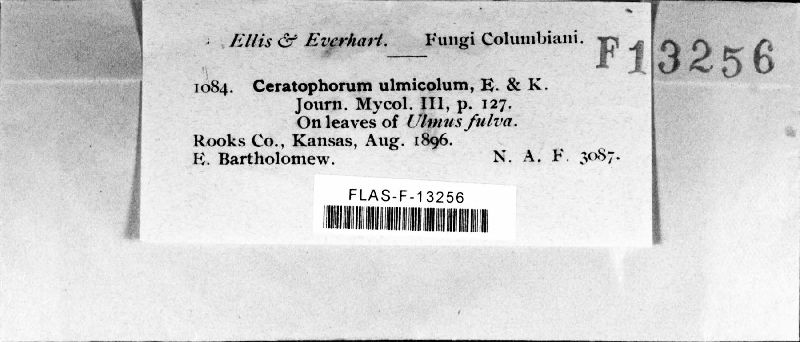 Ellis & Everhart. Fungi Columbiani.
F13256
1084. Ceratophorum ulmicolum, E. & K.
Journ. Mycol. III, p. 127.
On leaves of Ulmus fulva.
Rooks Co., Kansas, Aug. 1896.
E. Bartholomew. N. A. F. 3087.
FLAS-F-13256